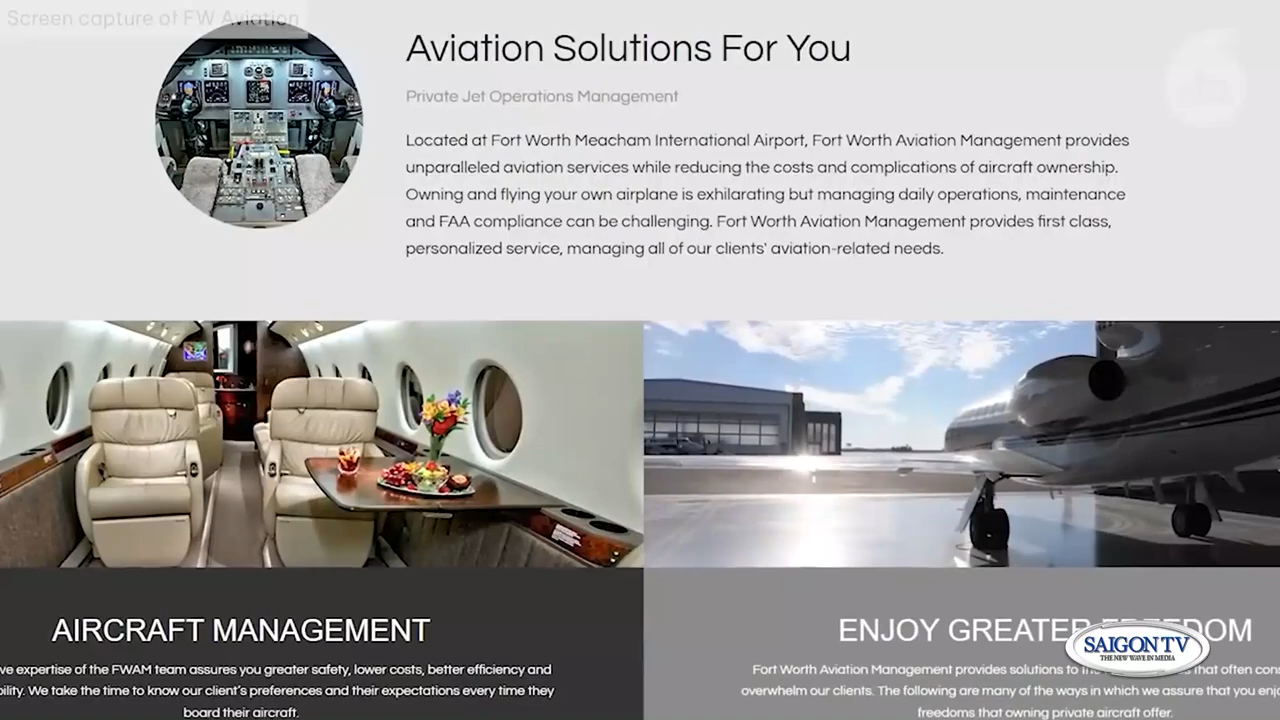 Screen capture of FW Aviation
Aviation Solutions For You
Private Jet Operations Management
Located at Fort Worth Meacham International Airport, Fort Worth Aviation Management provides
unparalleled aviation services while reducing the costs and complications of aircraft ownership.
Owning and flying your own airplane is exhilarating but managing daily operations, maintenance
and FAA compliance can be challenging. Fort Worth Aviation Management provides first class,
personalized service, managing all of our clients' aviation-related needs.
AIRCRAFT MANAGEMENT
ve expertise of the FWAM team assures you greater safety, lower costs, better efficiency and
bility. We take the time to know our client's preferences and their expectations every time they
board their aircraft.
ENJOY GREATER FREEDOM
Fort Worth Aviation Management provides solutions to that often cons
overwhelm our clients. The following are many of the ways in which we assure that you enj
freedoms that owning private aircraft offer.
SAIGON TV
THE NEW WAVE IN MEDIA